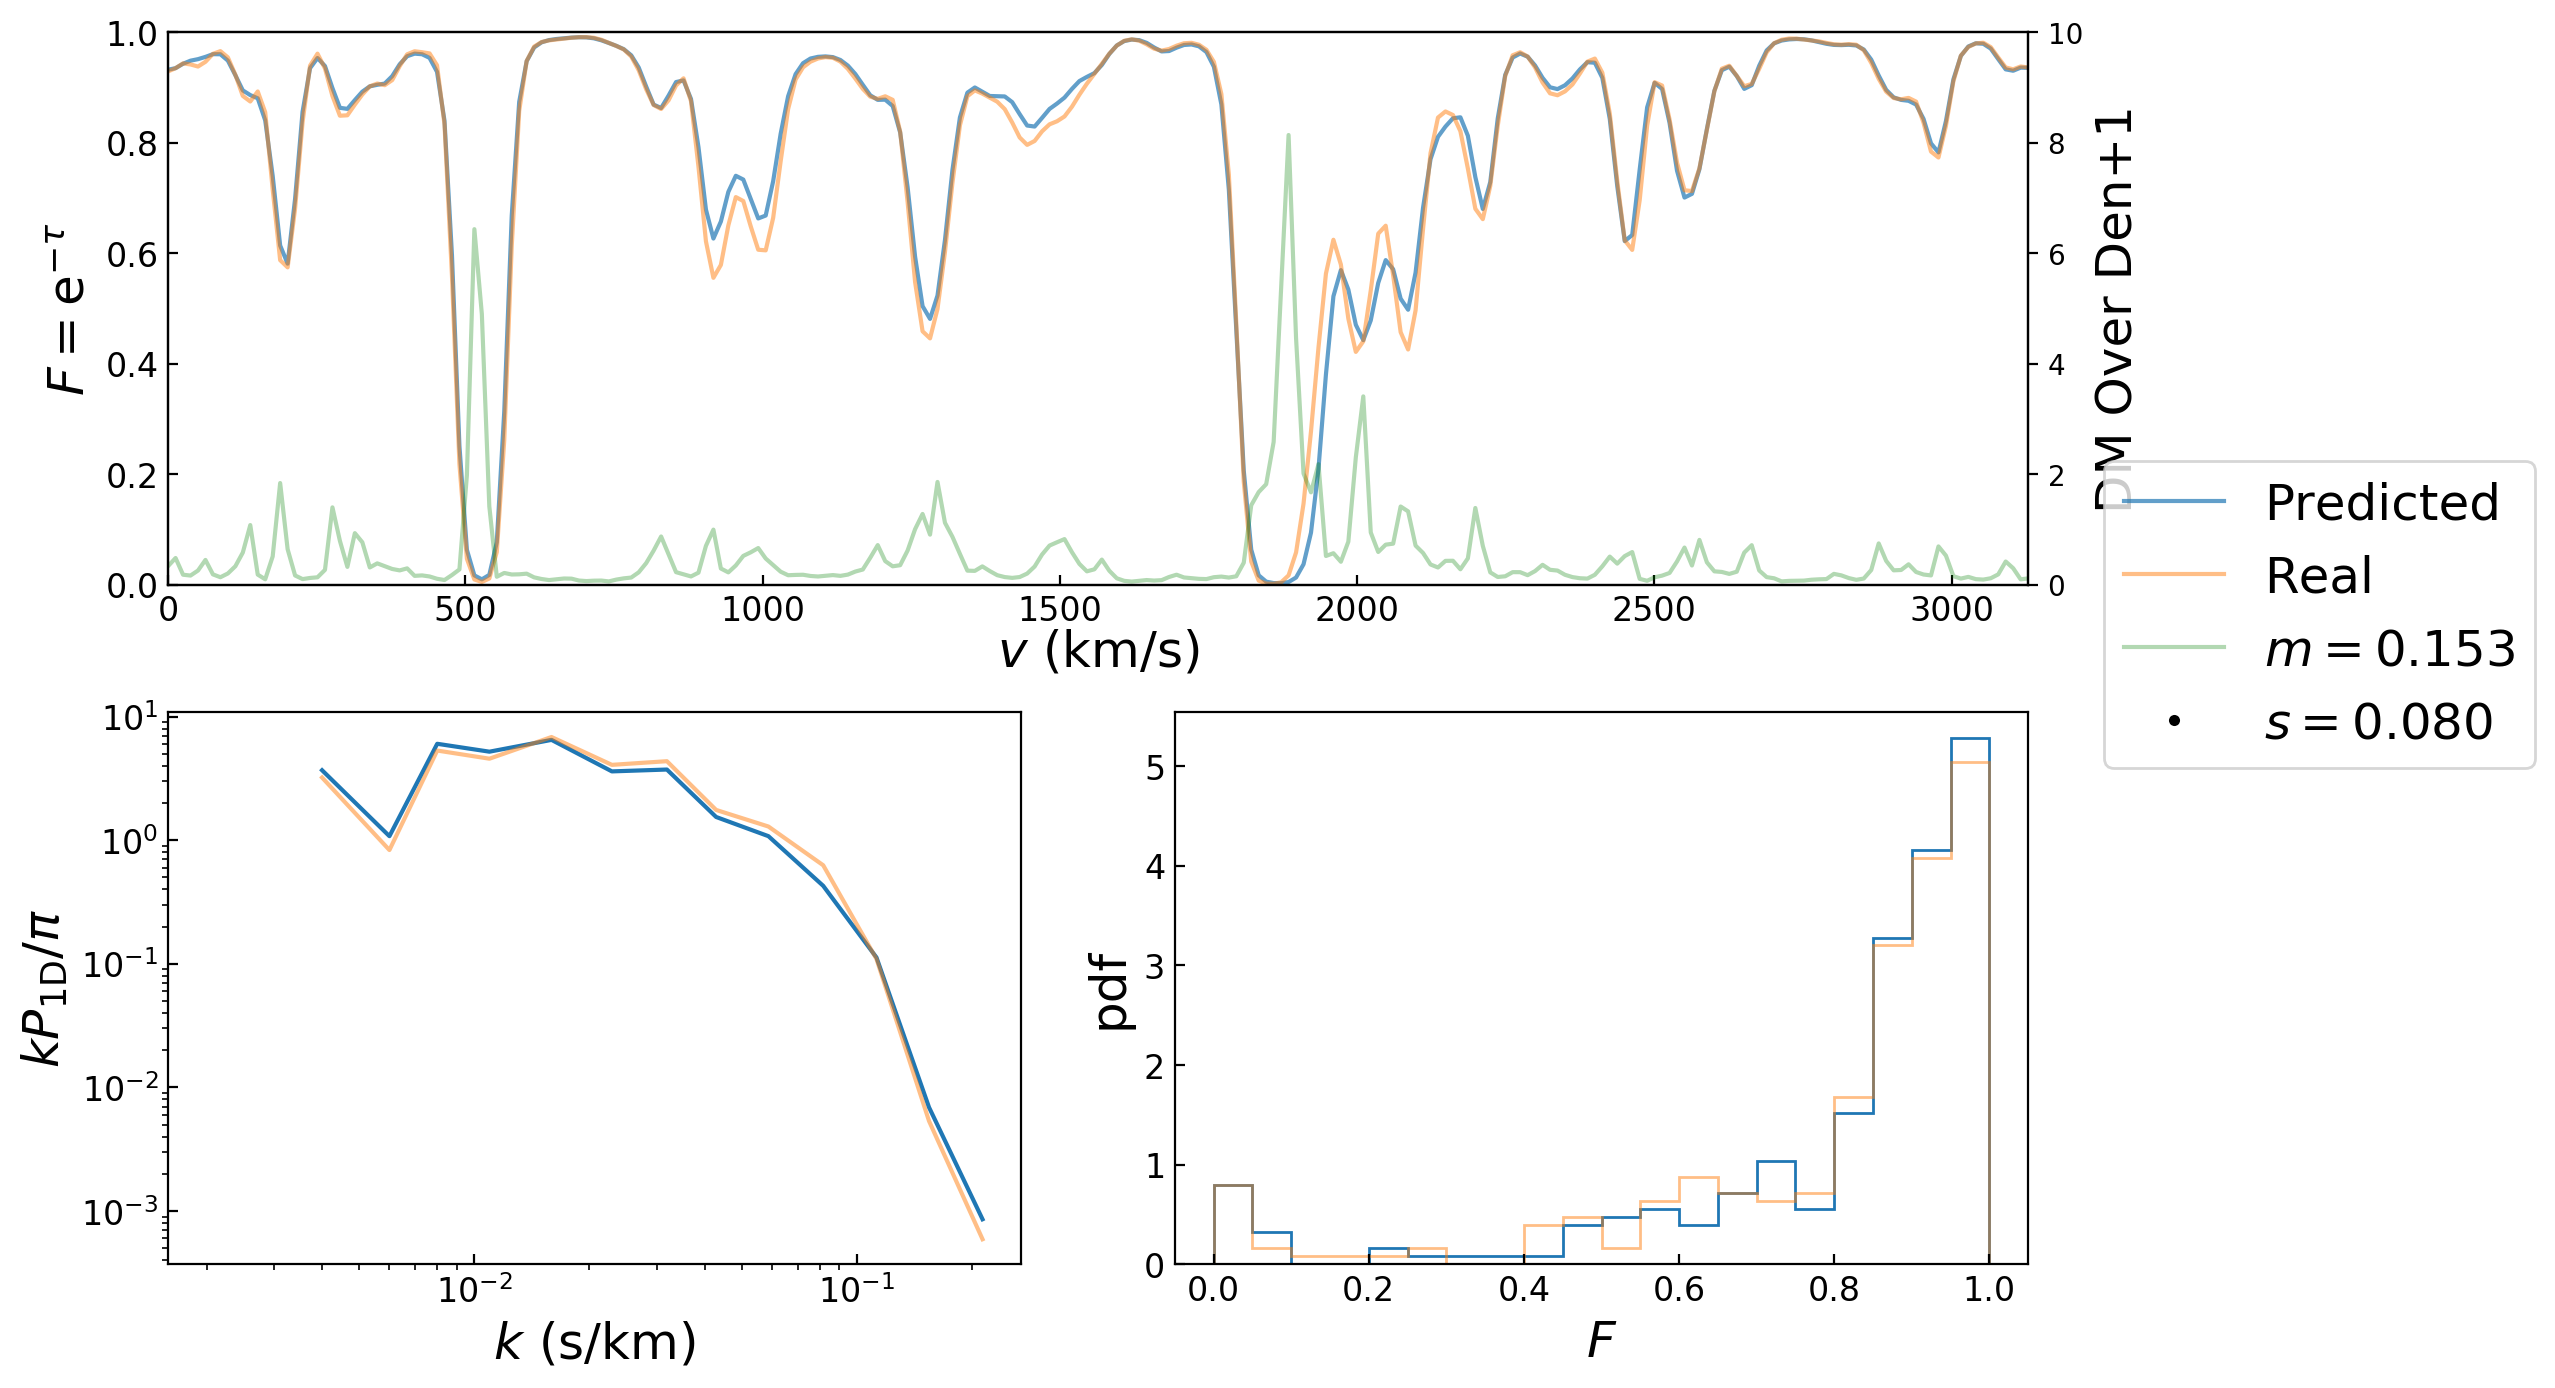 F = e^{−τ}
1.0
0.8
0.6
0.4
0.2
0.0
0 500 1000 1500 2000 2500 3000
v (km/s)
10
8
6
4
2
0
DM Over Den+1
Predicted
Real
m = 0.153
s = 0.080
kP_{1D}/π
10^1
10^0
10^{−1}
10^{−2}
10^{−3}
10^{−2} 10^{−1}
k (s/km)
pdf
5
4
3
2
1
0
0.0 0.2 0.4 0.6 0.8 1.0
F